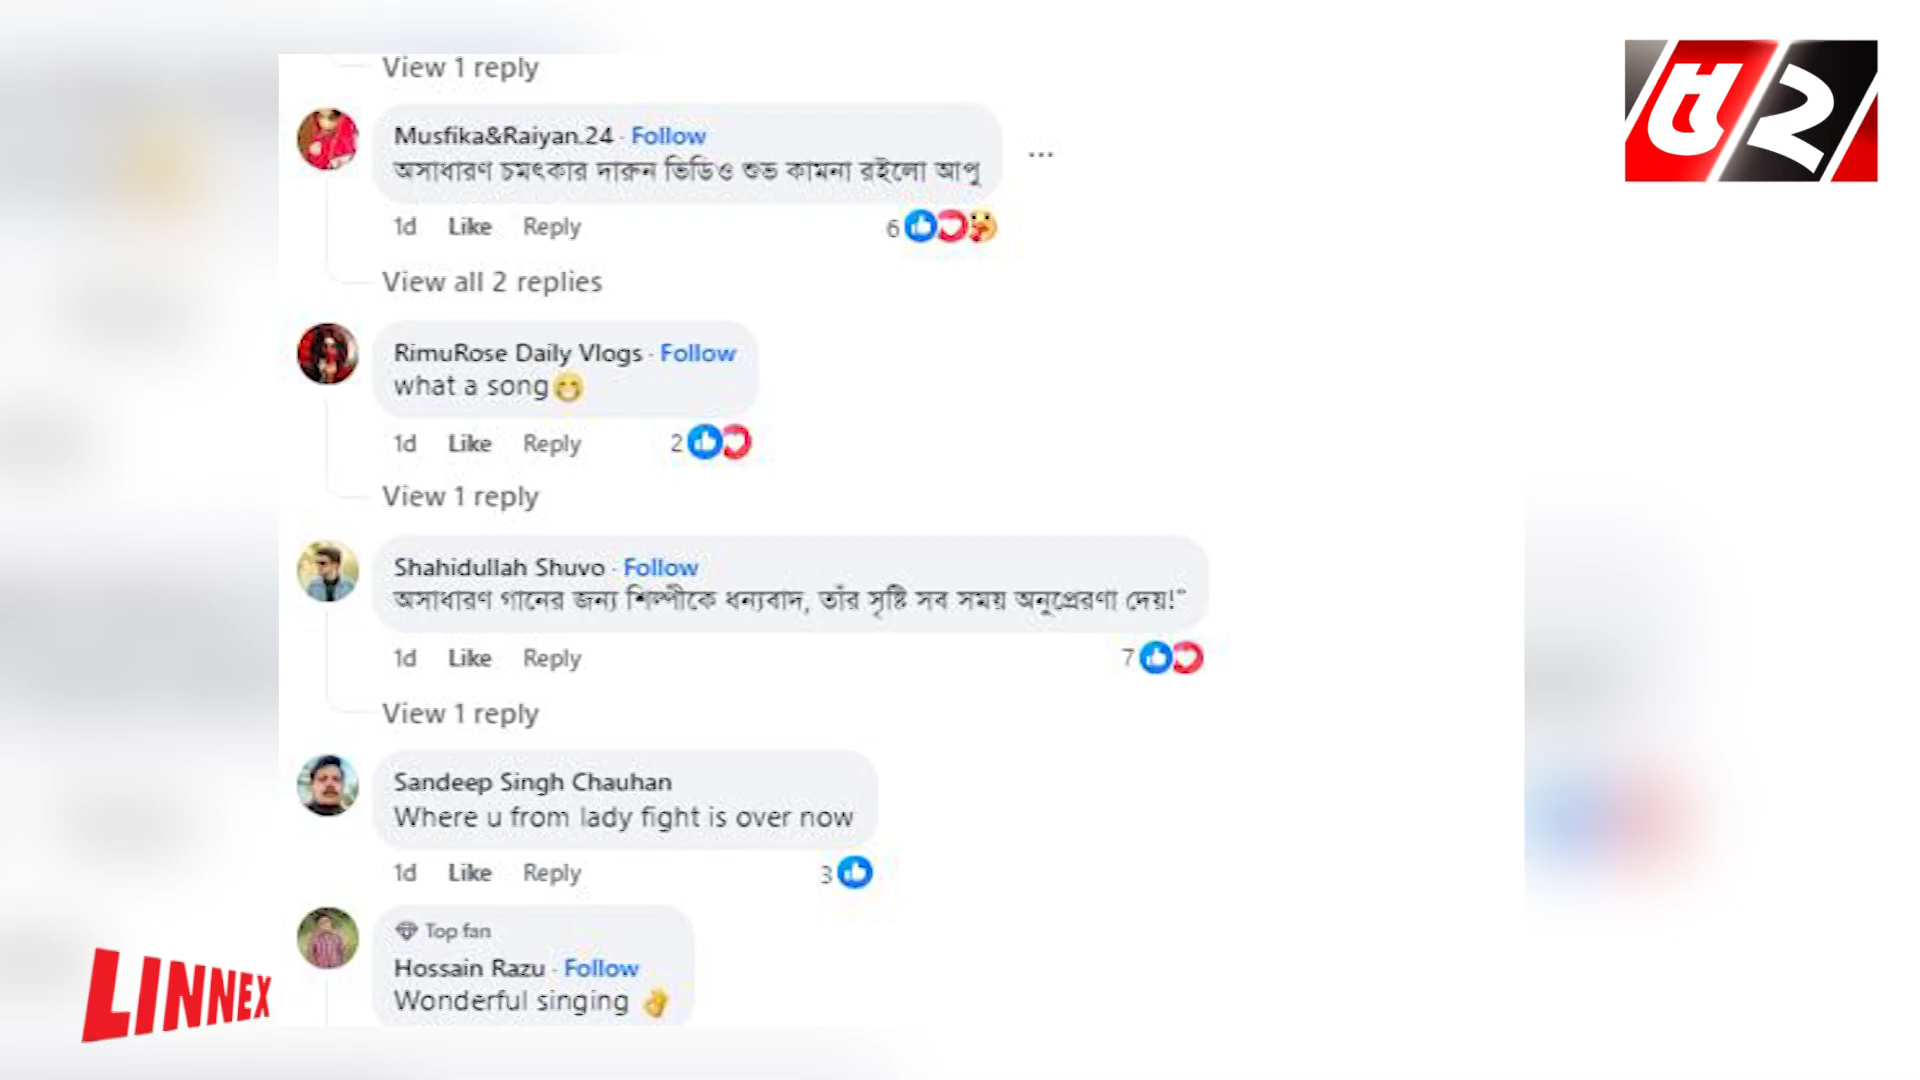 View 1 reply
Musfika&Raiyan.24 · Follow
অসাধারণ চমৎকার দারুন ভিডিও শুভ কামনা রইলো আপু
1d Like Reply 6
View all 2 replies
RimuRose Daily Vlogs · Follow
what a song
1d Like Reply 2
View 1 reply
Shahidullah Shuvo · Follow
অসাধারণ গানের জন্য শিল্পীকে ধন্যবাদ, তাঁর সৃষ্টি সব সময় অনুপ্রেরণা দেয়!"
1d Like Reply 7
View 1 reply
Sandeep Singh Chauhan
Where u from lady fight is over now
1d Like Reply 3
Top fan
Hossain Razu · Follow
Wonderful singing
LINNEX